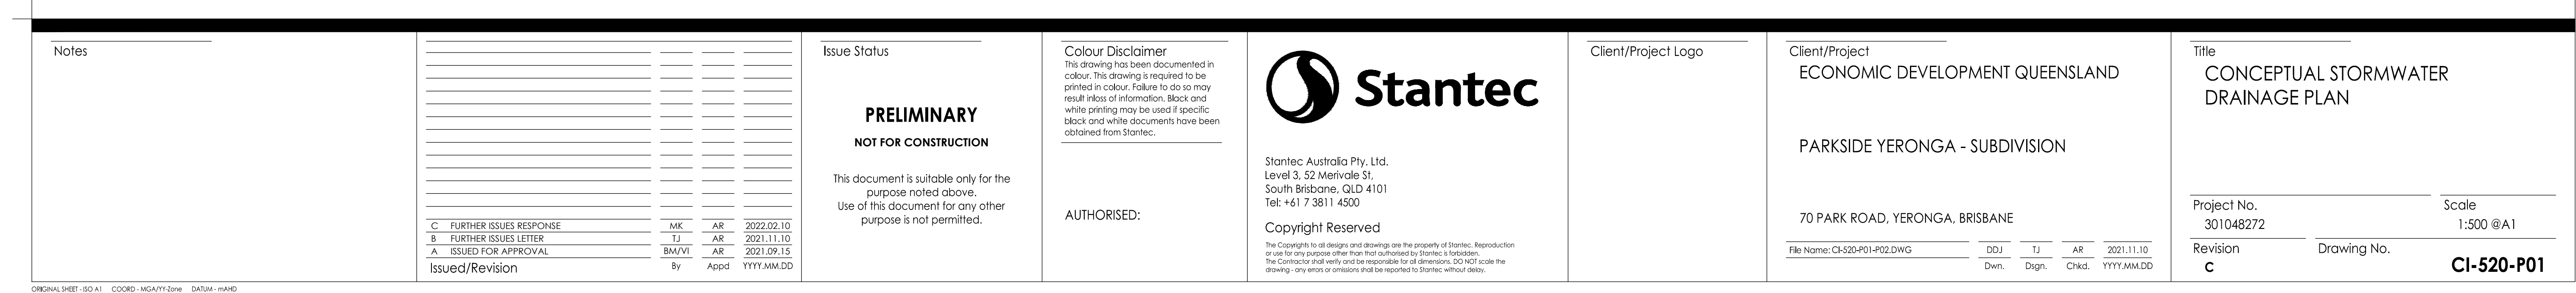 Notes
C FURTHER ISSUES RESPONSE MK AR 2022.02.10
B FURTHER ISSUES LETTER TJ AR 2021.11.10
A ISSUED FOR APPROVAL BM/VI AR 2021.09.15
Issued/Revision By Appd YYYY.MM.DD
Issue Status
PRELIMINARY
NOT FOR CONSTRUCTION
This document is suitable only for the
purpose noted above.
Use of this document for any other
purpose is not permitted.
Colour Disclaimer
This drawing has been documented in
colour. This drawing is required to be
printed in colour. Failure to do so may
result inloss of information. Black and
white printing may be used if specific
black and white documents have been
obtained from Stantec.
AUTHORISED:
Stantec
Stantec Australia Pty. Ltd.
Level 3, 52 Merivale St,
South Brisbane, QLD 4101
Tel: +61 7 3811 4500
Copyright Reserved
The Copyrights to all designs and drawings are the property of Stantec. Reproduction
or use for any purpose other than that authorised by Stantec is forbidden.
The Contractor shall verify and be responsible for all dimensions. DO NOT scale the
drawing - any errors or omissions shall be reported to Stantec without delay.
Client/Project Logo
Client/Project
ECONOMIC DEVELOPMENT QUEENSLAND
PARKSIDE YERONGA - SUBDIVISION
70 PARK ROAD, YERONGA, BRISBANE
File Name: CI-520-P01-P02.DWG DDJ TJ AR 2021.11.10
Dwn. Dsgn. Chkd. YYYY.MM.DD
Title
CONCEPTUAL STORMWATER
DRAINAGE PLAN
Project No. Scale
301048272 1:500 @A1
Revision Drawing No.
C CI-520-P01
ORIGINAL SHEET - ISO A1 COORD - MGA/YY-Zone DATUM - mAHD